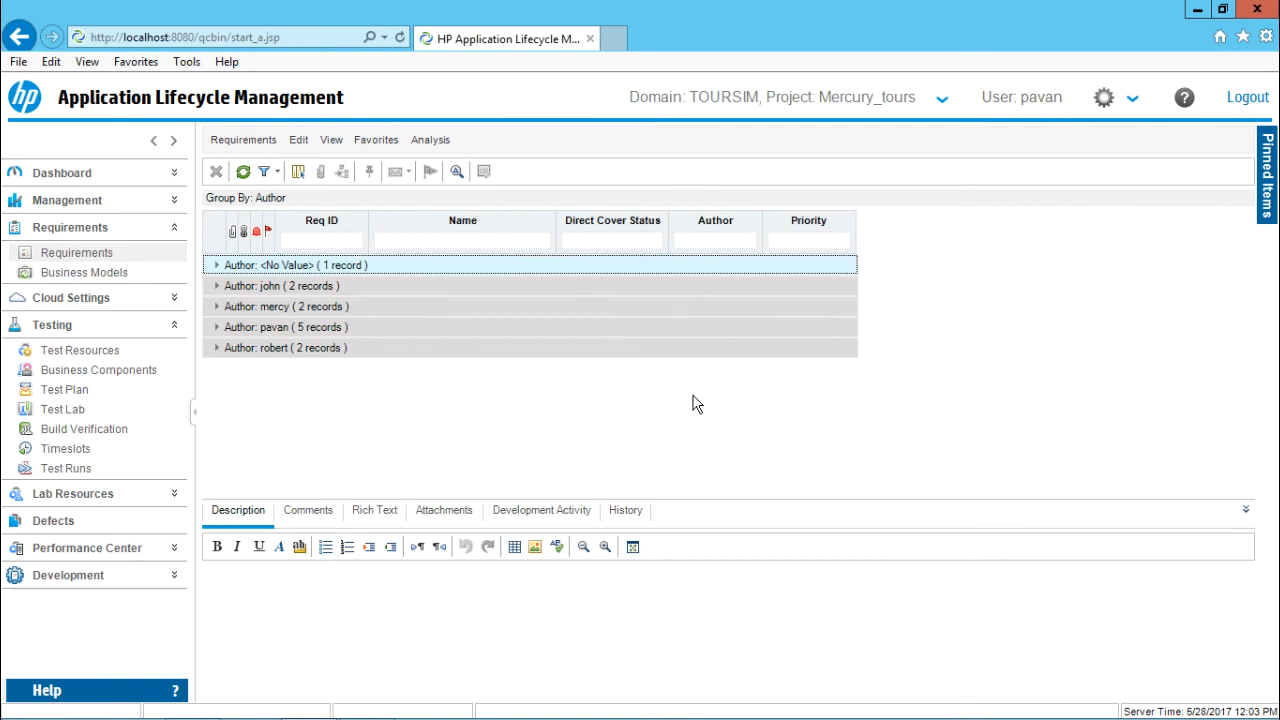 http://localhost:8080/qcbin/start_a.jsp
HP Application Lifecycle M...
File Edit View Favorites Tools Help
hp Application Lifecycle Management
Domain: TOURSIM, Project: Mercury_tours
User: pavan
Logout
Pinned Items
Dashboard
Management
Requirements
Requirements
Business Models
Cloud Settings
Testing
Test Resources
Business Components
Test Plan
Test Lab
Build Verification
Timeslots
Test Runs
Lab Resources
Defects
Performance Center
Development
Help ?
Requirements Edit View Favorites Analysis
Group By: Author
Req ID Name Direct Cover Status Author Priority
Author: <No Value> ( 1 record )
Author: john ( 2 records )
Author: mercy ( 2 records )
Author: pavan ( 5 records )
Author: robert ( 2 records )
Description Comments Rich Text Attachments Development Activity History
B I U A ab
Server Time: 5/28/2017 12:03 PM